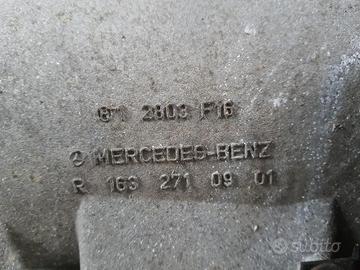 2803 F16
MERCEDES-BENZ
R 163 271 09 01
subito